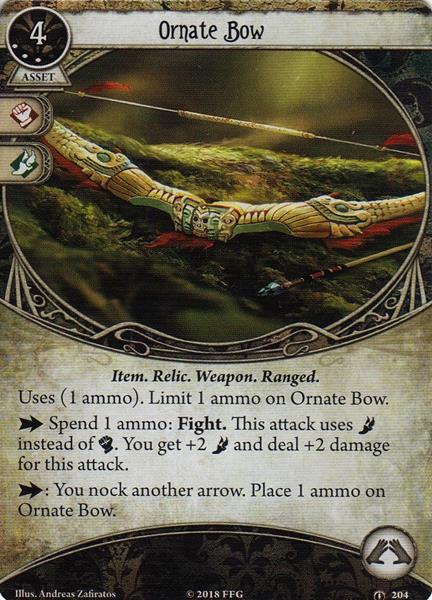 4
ASSET
Ornate Bow
Item. Relic. Weapon. Ranged.
Uses (1 ammo). Limit 1 ammo on Ornate Bow.
Spend 1 ammo: Fight. This attack uses
instead of . You get +2 and deal +2 damage
for this attack.
: You nock another arrow. Place 1 ammo on
Ornate Bow.
Illus. Andreas Zafiratos
© 2018 FFG
204